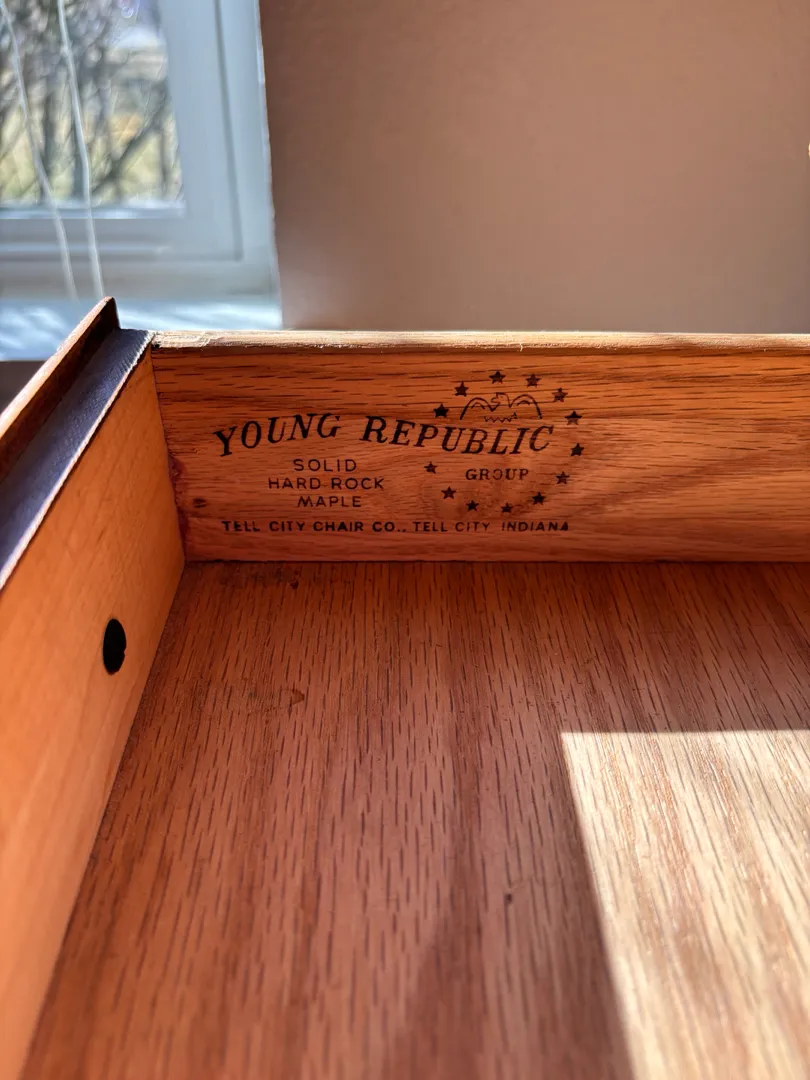 YOUNG REPUBLIC
SOLID
HARD ROCK
MAPLE
GROUP
TELL CITY CHAIR CO., TELL CITY INDIANA